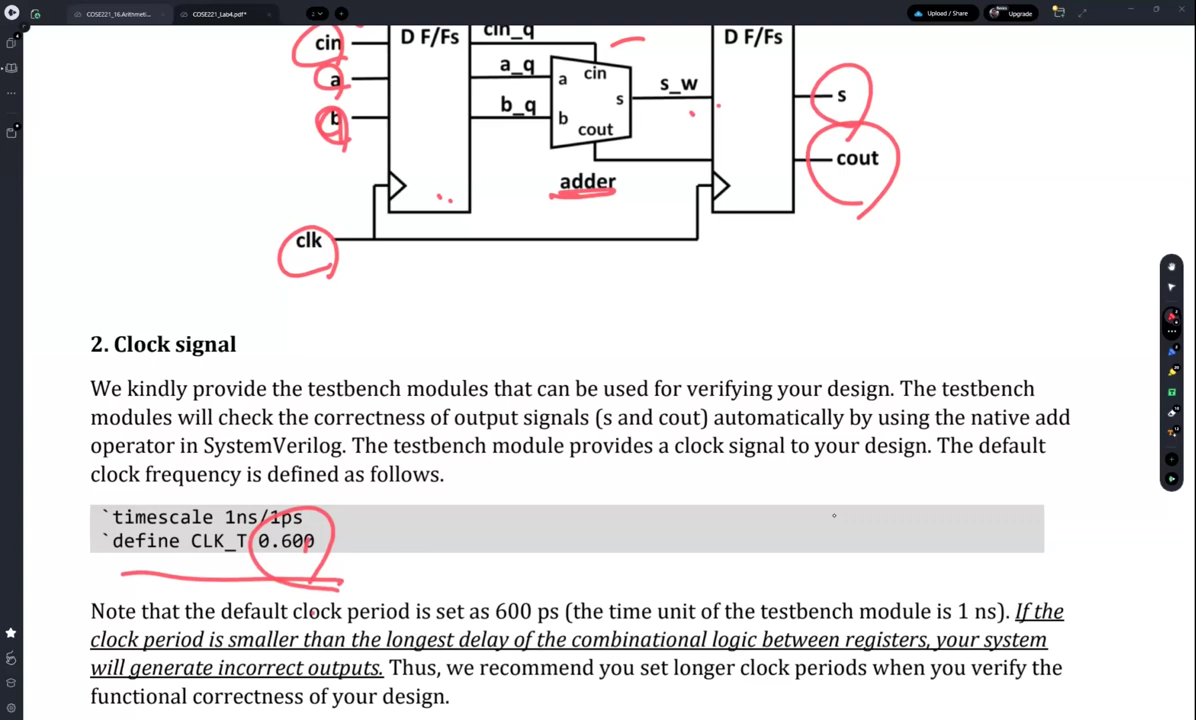 COSE221_16.Arithmeti...
COSE221_Lab4.pdf*
Upload / Share
Upgrade
cin
D F/Fs
cin_q
D F/Fs
a
a_q
a
cin
s_w
s
s
b
b_q
b
cout
cout
adder
clk
2. Clock signal
We kindly provide the testbench modules that can be used for verifying your design. The testbench
modules will check the correctness of output signals (s and cout) automatically by using the native add
operator in SystemVerilog. The testbench module provides a clock signal to your design. The default
clock frequency is defined as follows.
`timescale 1ns/1ps
`define CLK_T 0.600
Note that the default clock period is set as 600 ps (the time unit of the testbench module is 1 ns). If the
clock period is smaller than the longest delay of the combinational logic between registers, your system
will generate incorrect outputs. Thus, we recommend you set longer clock periods when you verify the
functional correctness of your design.